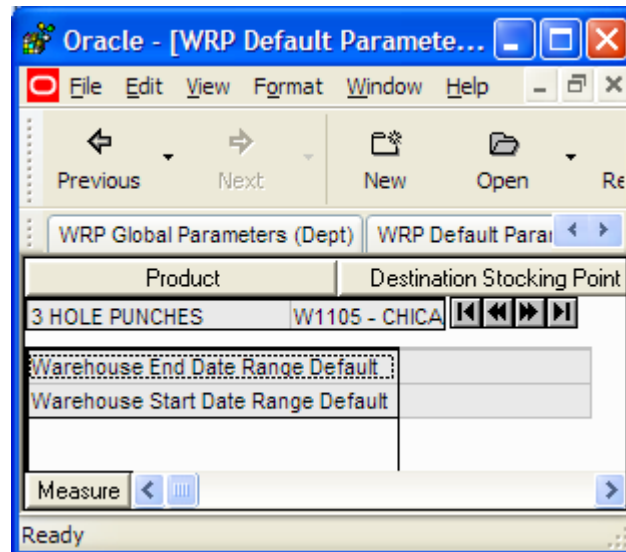 Oracle - [WRP Default Paramete...
File Edit View Format Window Help
Previous Next New Open Re
WRP Global Parameters (Dept) WRP Default Parar
Product Destination Stocking Point
3 HOLE PUNCHES W1105 - CHICA
Warehouse End Date Range Default
Warehouse Start Date Range Default
Measure
Ready